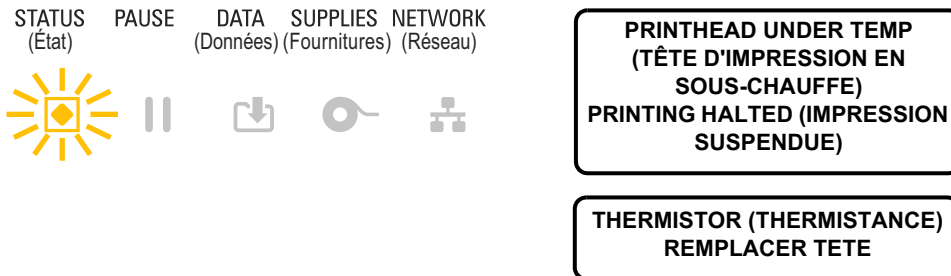 STATUS PAUSE DATA SUPPLIES NETWORK
(État) (Données) (Fournitures) (Réseau)
PRINTHEAD UNDER TEMP
(TÊTE D'IMPRESSION EN
SOUS-CHAUFFE)
PRINTING HALTED (IMPRESSION
SUSPENDUE)
THERMISTOR (THERMISTANCE)
REMPLACER TETE